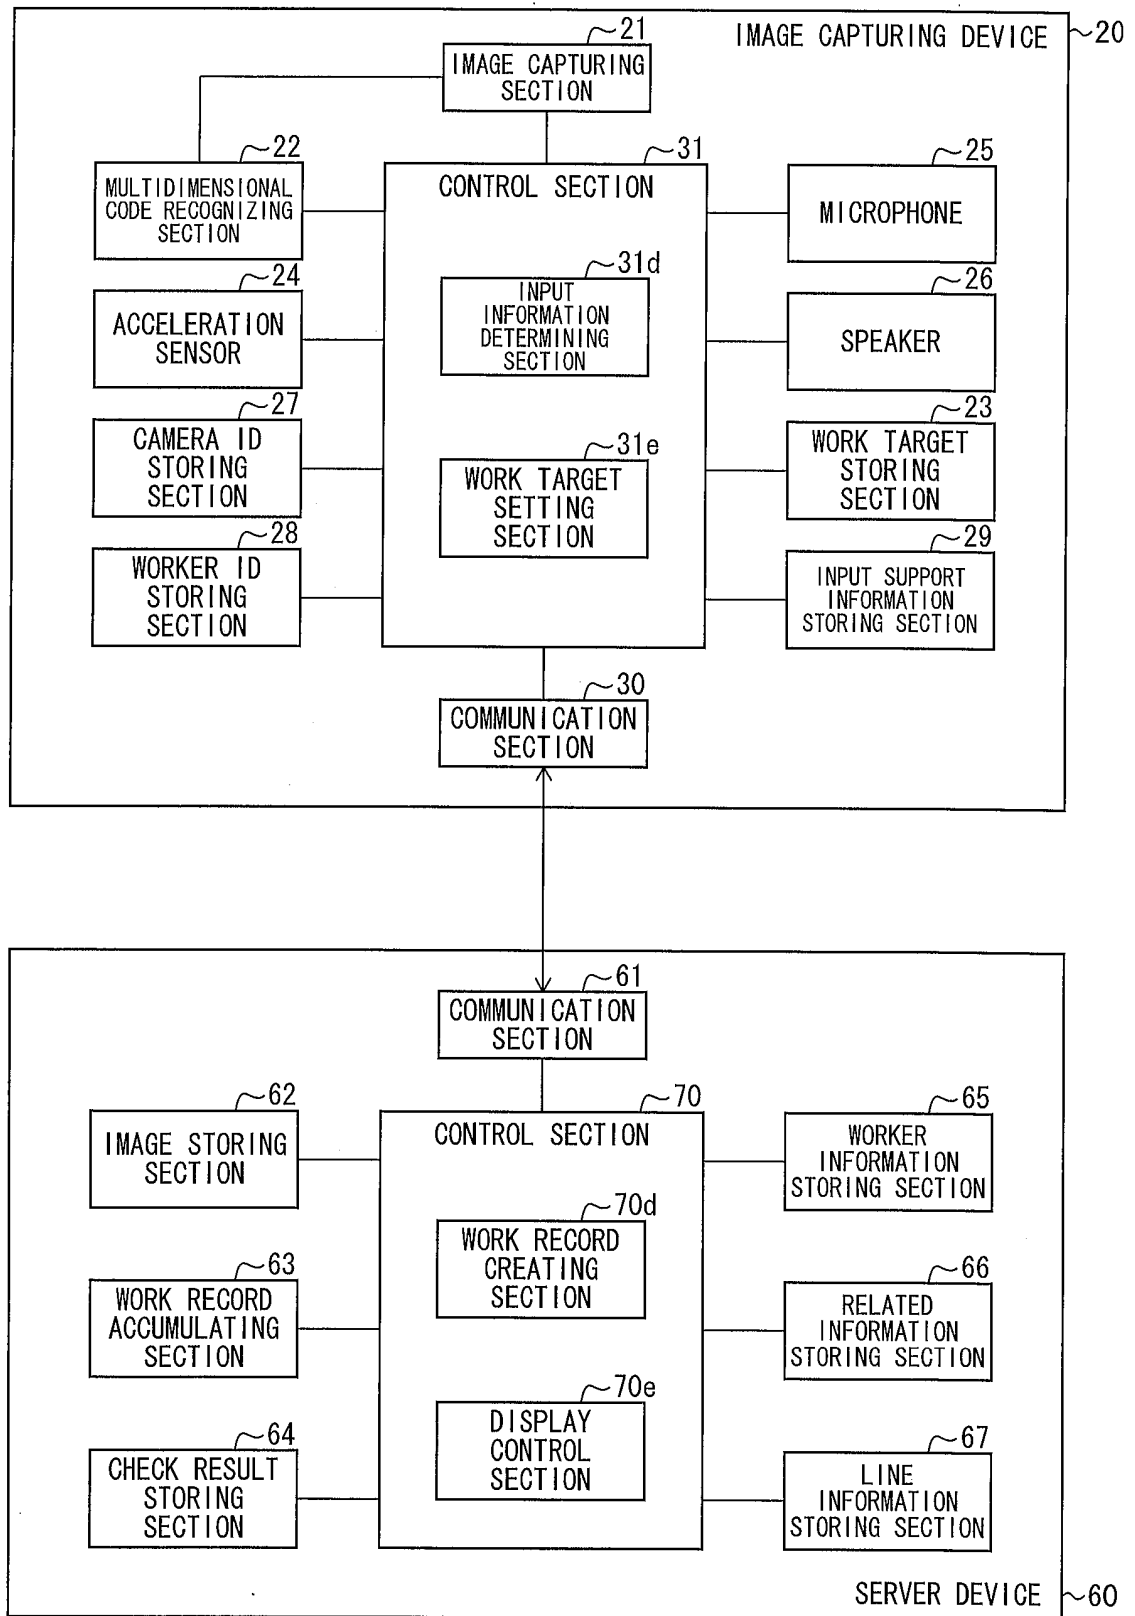 IMAGE CAPTURING DEVICE
20
21
IMAGE CAPTURING
SECTION
22
MULTIDIMENSIONAL
CODE RECOGNIZING
SECTION
31
CONTROL SECTION
25
MICROPHONE
24
ACCELERATION
SENSOR
31d
INPUT
INFORMATION
DETERMINING
SECTION
26
SPEAKER
27
CAMERA ID
STORING
SECTION
31e
WORK TARGET
SETTING
SECTION
23
WORK TARGET
STORING
SECTION
28
WORKER ID
STORING
SECTION
29
INPUT SUPPORT
INFORMATION
STORING SECTION
30
COMMUNICATION
SECTION
61
COMMUNICATION
SECTION
62
IMAGE STORING
SECTION
70
CONTROL SECTION
65
WORKER
INFORMATION
STORING SECTION
70d
WORK RECORD
CREATING
SECTION
63
WORK RECORD
ACCUMULATING
SECTION
66
RELATED
INFORMATION
STORING SECTION
70e
DISPLAY
CONTROL
SECTION
64
CHECK RESULT
STORING
SECTION
67
LINE
INFORMATION
STORING SECTION
SERVER DEVICE
60